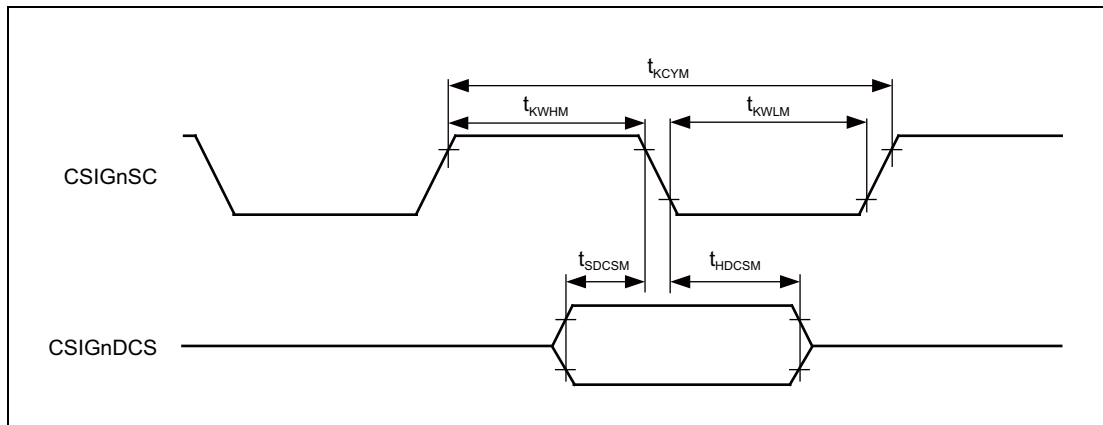 tKCYM
tKWHM
tKWLM
CSIGnSC
tSDCSM
tHDCSM
CSIGnDCS